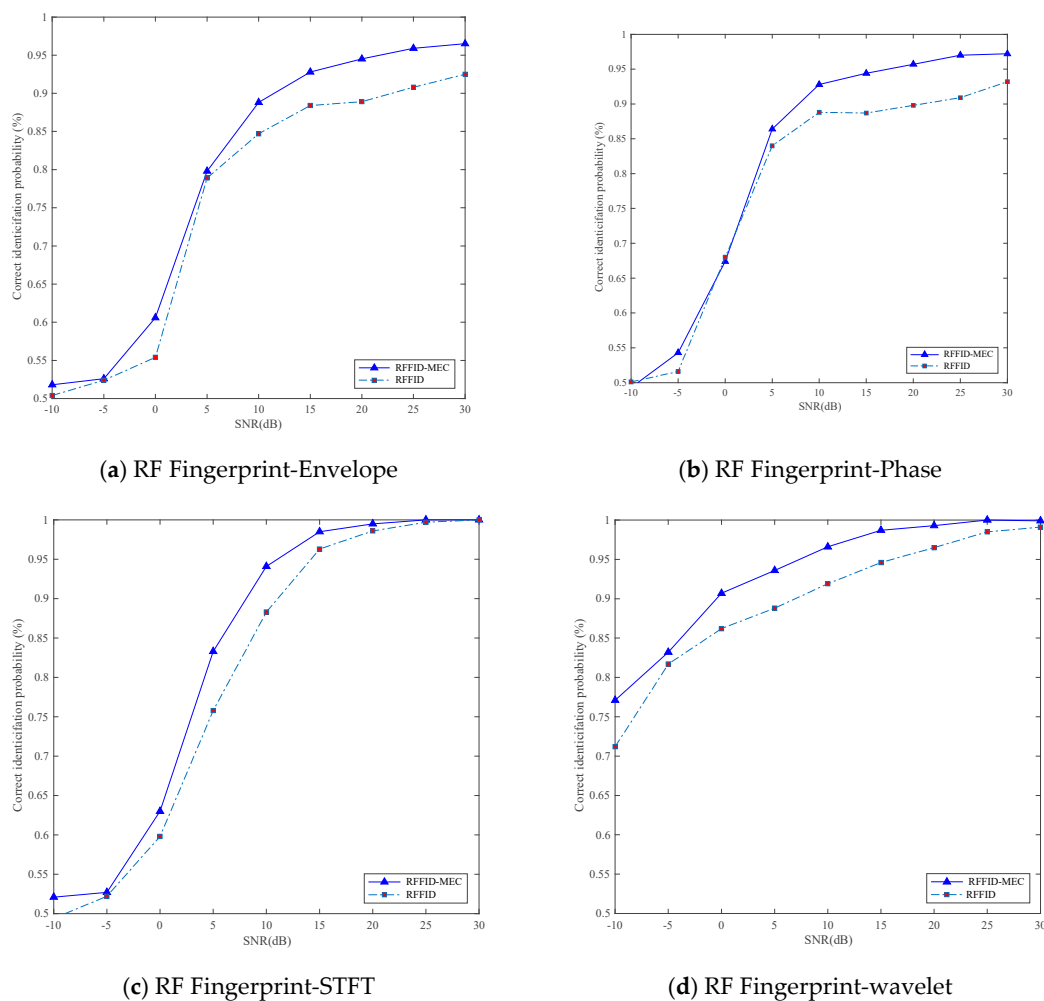 1
0.95
0.9
0.85
0.8
0.75
0.7
0.65
0.6
0.55
0.5
Correct identicifation probability (%)
-10 -5 0 5 10 15 20 25 30
SNR(dB)
RFFID-MEC
RFFID
(a) RF Fingerprint-Envelope
1
0.95
0.9
0.85
0.8
0.75
0.7
0.65
0.6
0.55
0.5
Correct identicifation probability (%)
-10 -5 0 5 10 15 20 25 30
SNR(dB)
RFFID-MEC
RFFID
(b) RF Fingerprint-Phase
1
0.95
0.9
0.85
0.8
0.75
0.7
0.65
0.6
0.55
0.5
Correct identicifation probability (%)
-10 -5 0 5 10 15 20 25 30
SNR(dB)
RFFID-MEC
RFFID
(c) RF Fingerprint-STFT
1
0.95
0.9
0.85
0.8
0.75
0.7
0.65
0.6
0.55
0.5
Correct identicifation probability (%)
-10 -5 0 5 10 15 20 25 30
SNR(dB)
RFFID-MEC
RFFID
(d) RF Fingerprint-wavelet